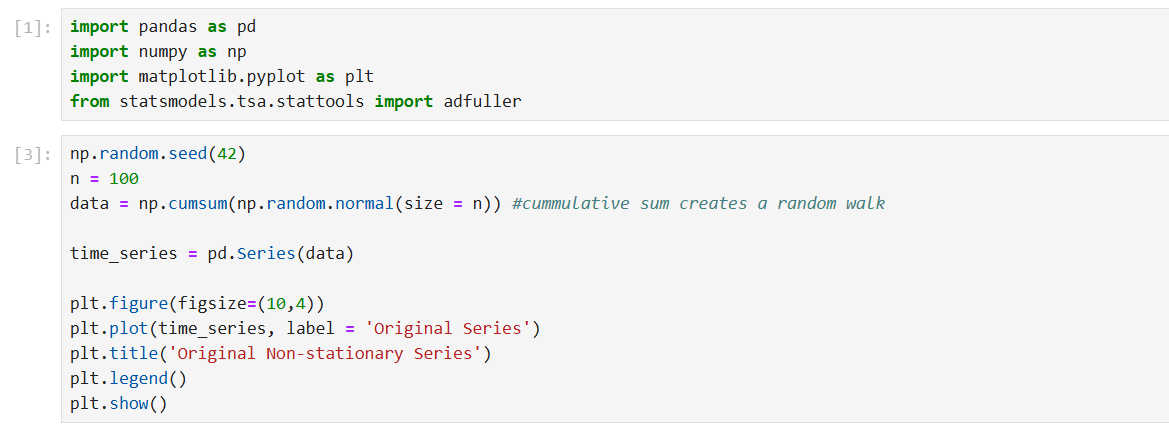 [1]: import pandas as pd
import numpy as np
import matplotlib.pyplot as plt
from statsmodels.tsa.stattools import adfuller
[3]: np.random.seed(42)
n = 100
data = np.cumsum(np.random.normal(size = n)) #cummulative sum creates a random walk
time_series = pd.Series(data)
plt.figure(figsize=(10,4))
plt.plot(time_series, label = 'Original Series')
plt.title('Original Non-stationary Series')
plt.legend()
plt.show()